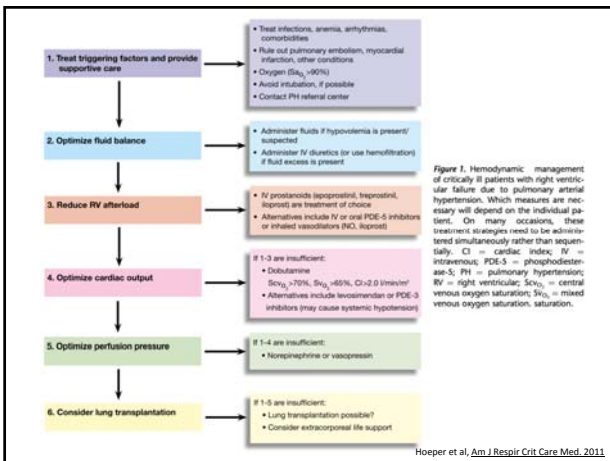 1. Treat triggering factors and provide
supportive care
• Treat infections, anemia, arrhythmias,
comorbidities
• Rule out pulmonary embolism, myocardial
infarction, other conditions
• Oxygen (SaO₂>90%)
• Avoid intubation, if possible
• Contact PH referral center
2. Optimize fluid balance
• Administer fluids if hypovolemia is present/
suspected
• Administer IV diuretics (or use hemofiltration)
if fluid excess is present
3. Reduce RV afterload
• IV prostanoids (epoprostinil, treprostinil,
iloprost) are treatment of choice
• Alternatives include IV or oral PDE-5 inhibitors
or inhaled vasodilators (NO, iloprost)
4. Optimize cardiac output
If 1-3 are insufficient:
• Dobutamine
ScvO₂>70%, SvO₂>65%, CI>2.0 l/min/m²
• Alternatives include levosimendan or PDE-3
inhibitors (may cause systemic hypotension)
5. Optimize perfusion pressure
If 1-4 are insufficient:
• Norepinephrine or vasopressin
6. Consider lung transplantation
If 1-5 are insufficient:
• Lung transplantation possible?
• Consider extracorporeal life support
Figure 1. Hemodynamic management
of critically ill patients with right ventric-
ular failure due to pulmonary arterial
hypertension. Which measures are nec-
essary will depend on the individual pa-
tient. On many occasions, these
treatment strategies need to be adminis-
tered simultaneously rather than sequen-
tially. CI = cardiac index; IV =
intravenous; PDE-5 = phosphodiester-
ase-5; PH = pulmonary hypertension;
RV = right ventricular; ScvO₂ = central
venous oxygen saturation; SvO₂ = mixed
venous oxygen saturation. saturation.
Hoeper et al, Am J Respir Crit Care Med. 2011